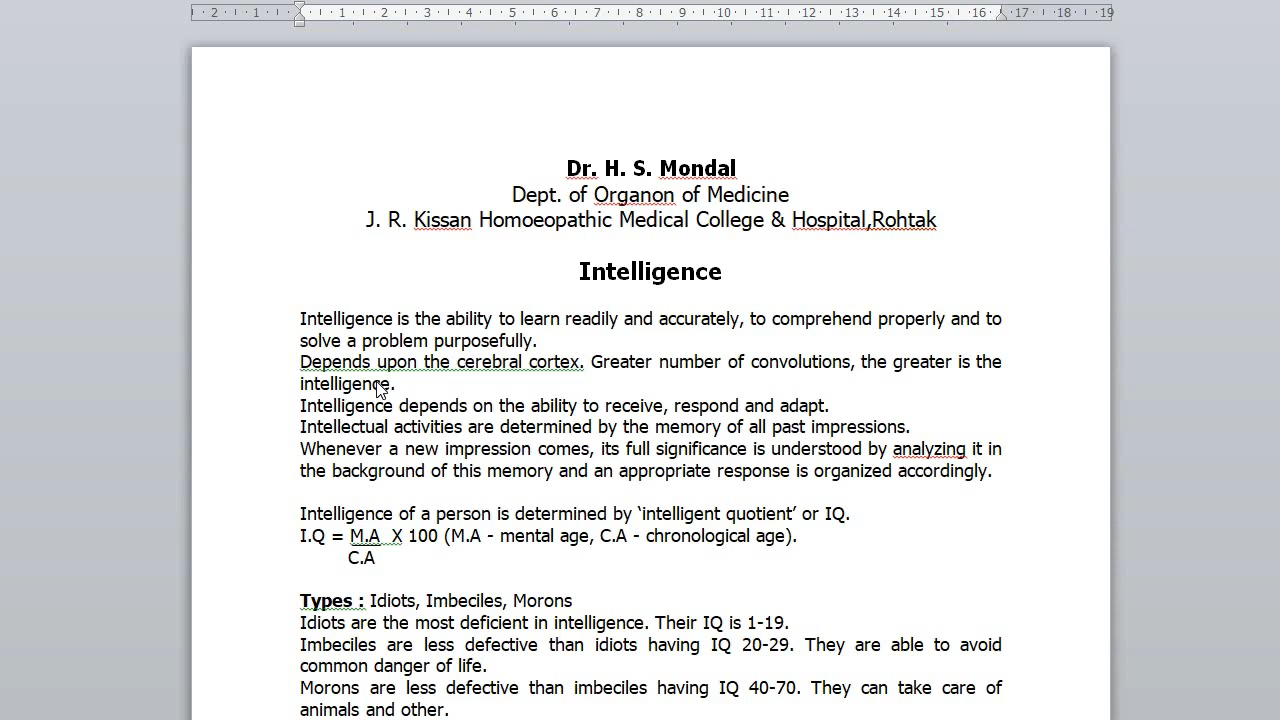 2 1 1 2 3 4 5 6 7 8 9 10 11 12 13 14 15 16 17 18 19
Dr. H. S. Mondal
Dept. of Organon of Medicine
J. R. Kissan Homoeopathic Medical College & Hospital,Rohtak
Intelligence
Intelligence is the ability to learn readily and accurately, to comprehend properly and to
solve a problem purposefully.
Depends upon the cerebral cortex. Greater number of convolutions, the greater is the
intelligence.
Intelligence depends on the ability to receive, respond and adapt.
Intellectual activities are determined by the memory of all past impressions.
Whenever a new impression comes, its full significance is understood by analyzing it in
the background of this memory and an appropriate response is organized accordingly.
Intelligence of a person is determined by ‘intelligent quotient’ or IQ.
I.Q = M.A X 100 (M.A - mental age, C.A - chronological age).
C.A
Types : Idiots, Imbeciles, Morons
Idiots are the most deficient in intelligence. Their IQ is 1-19.
Imbeciles are less defective than idiots having IQ 20-29. They are able to avoid
common danger of life.
Morons are less defective than imbeciles having IQ 40-70. They can take care of
animals and other.